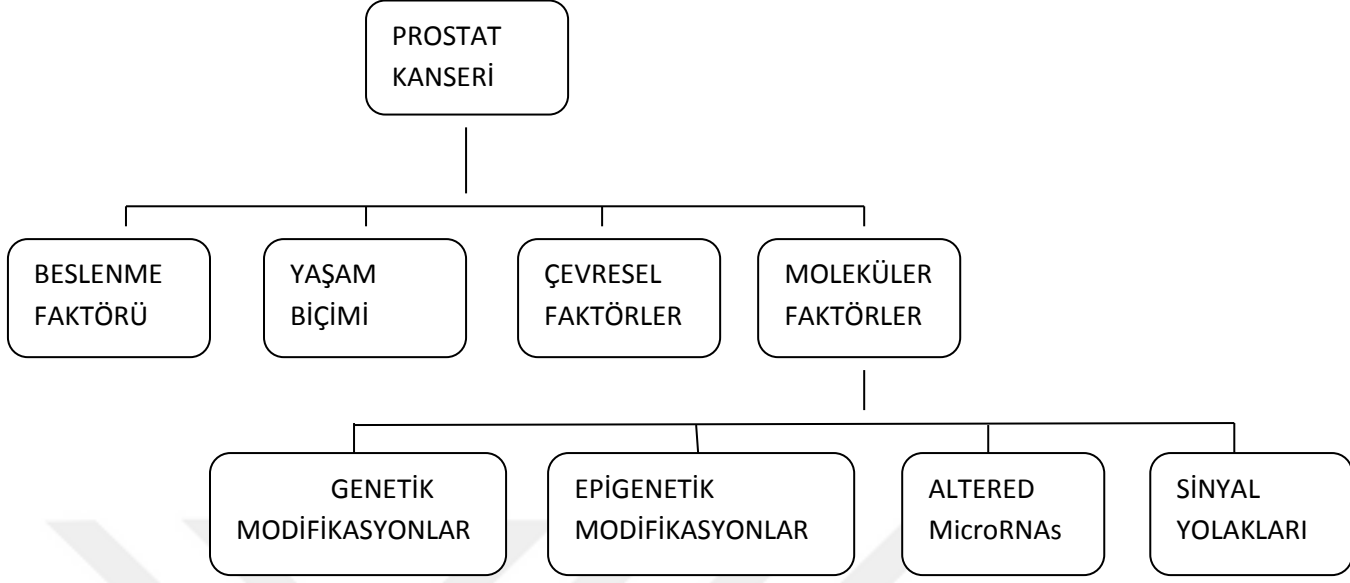 PROSTAT
KANSERİ
BESLENME
FAKTÖRÜ
YAŞAM
BİÇİMİ
ÇEVRESEL
FAKTÖRLER
MOLEKÜLER
FAKTÖRLER
GENETİK
MODİFİKASYONLAR
EPİGENETİK
MODİFİKASYONLAR
ALTERED
MicroRNAs
SİNYAL
YOLAKLARI